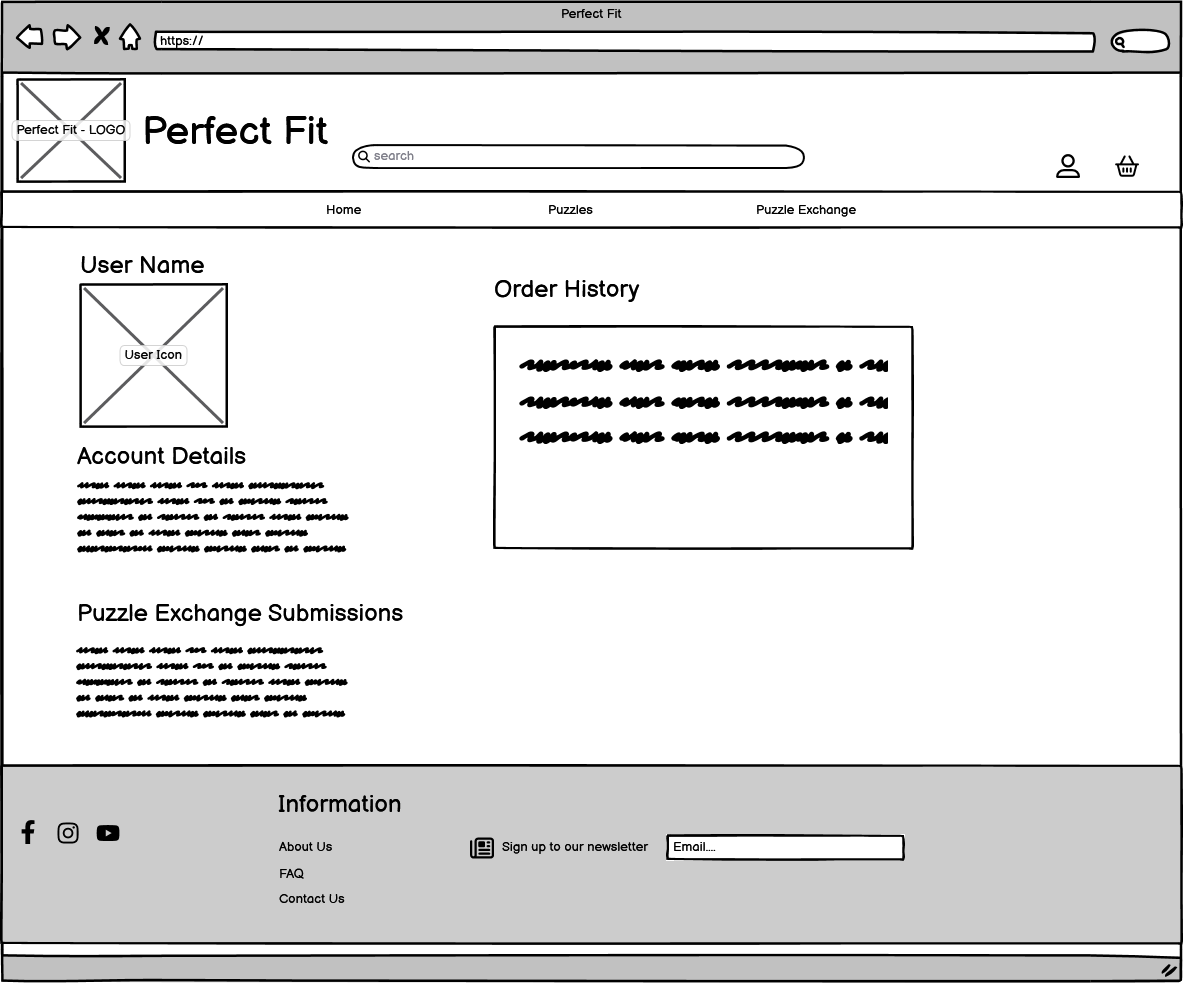 Perfect Fit
https://
Perfect Fit - LOGO
Perfect Fit
search
Home
Puzzles
Puzzle Exchange
User Name
User Icon
Order History
Account Details
Puzzle Exchange Submissions
Information
About Us
Sign up to our newsletter
Email....
FAQ
Contact Us